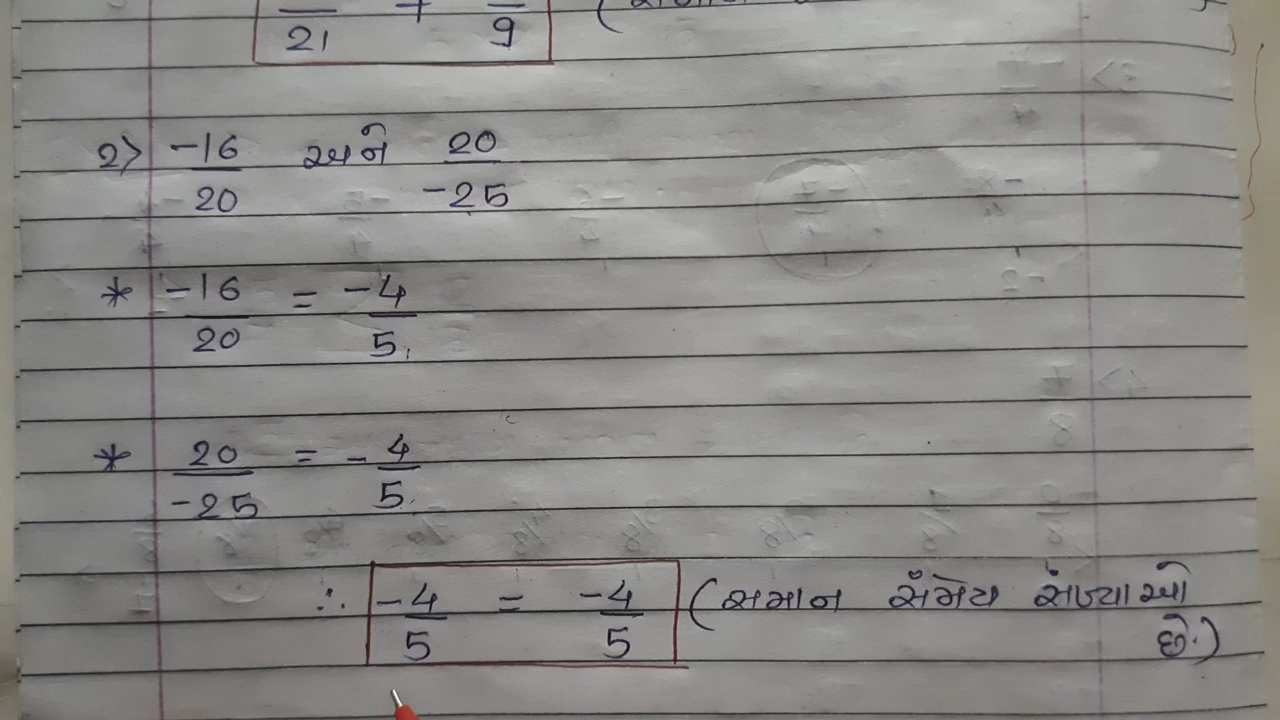 21 + 9 (
2> -16/20 અને 20/-25
* -16/20 = -4/5
* 20/-25 = -4/5
∴ -4/5 = -4/5 (સમાન સંમેય સંખ્યાઓ
છે.)